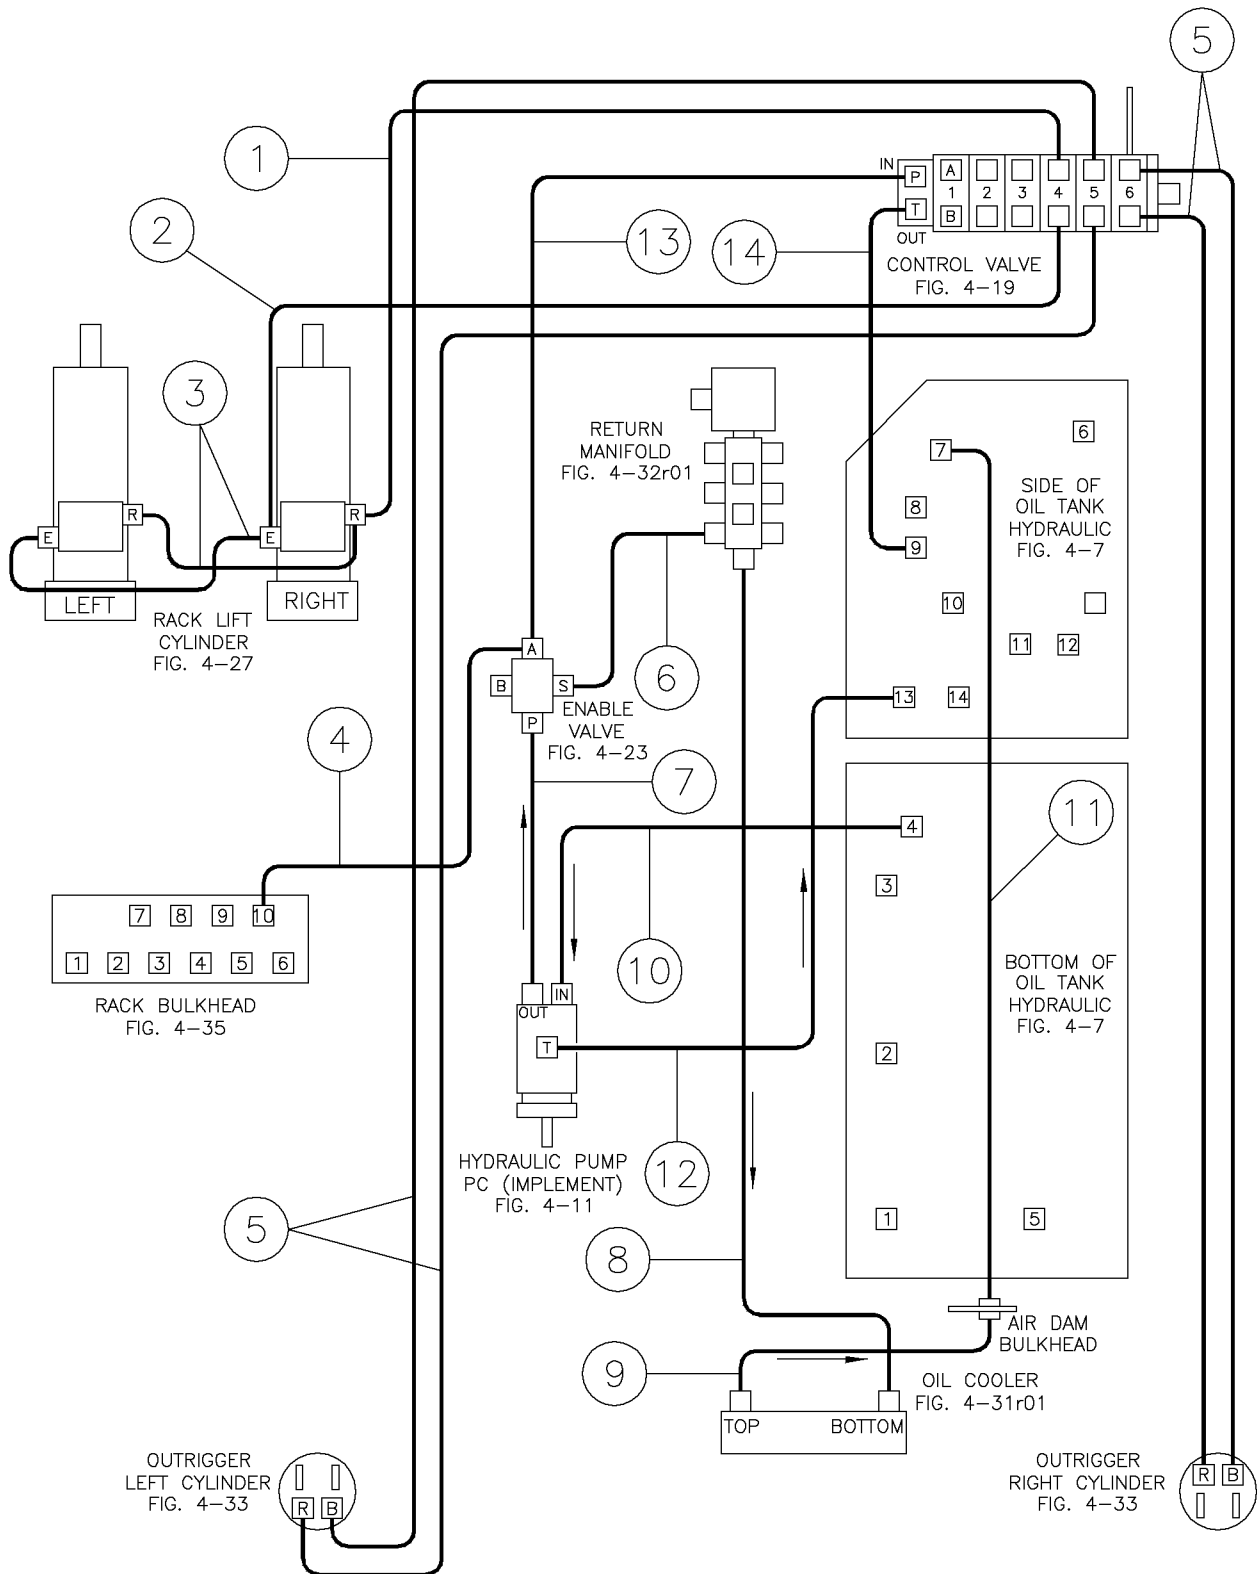 5
1
IN
P
A
1
2
3
4
5
6
T
B
OUT
2
13
14
CONTROL VALVE
FIG. 4-19
3
RETURN
MANIFOLD
FIG. 4-32r01
7
6
8
9
SIDE OF
OIL TANK
HYDRAULIC
FIG. 4-7
10
11
12
13
14
E
R
E
R
LEFT
RIGHT
RACK LIFT
CYLINDER
FIG. 4-27
A
B
S
P
ENABLE
VALVE
FIG. 4-23
6
4
7
11
4
3
2
1
5
BOTTOM OF
OIL TANK
HYDRAULIC
FIG. 4-7
7
8
9
10
1
2
3
4
5
6
RACK BULKHEAD
FIG. 4-35
10
OUT
IN
T
HYDRAULIC PUMP
PC (IMPLEMENT)
FIG. 4-11
12
5
8
AIR DAM
BULKHEAD
9
OIL COOLER
FIG. 4-31r01
TOP
BOTTOM
OUTRIGGER
LEFT CYLINDER
FIG. 4-33
R
B
OUTRIGGER
RIGHT CYLINDER
FIG. 4-33
R
B